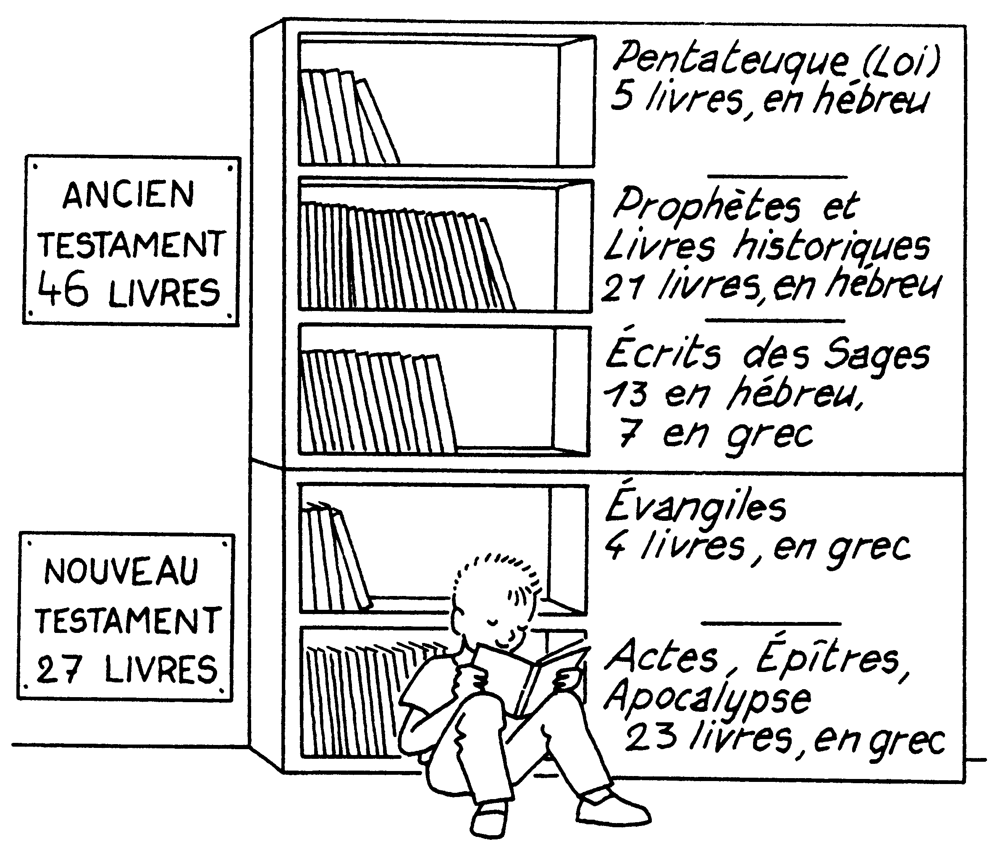 ANCIEN
TESTAMENT
46 LIVRES
Pentateuque (Loi)
5 livres, en hébreu
Prophètes et
Livres historiques
21 livres, en hébreu
Écrits des Sages
13 en hébreu,
7 en grec
NOUVEAU
TESTAMENT
27 LIVRES
Évangiles
4 livres, en grec
Actes, Épîtres,
Apocalypse
23 livres, en grec